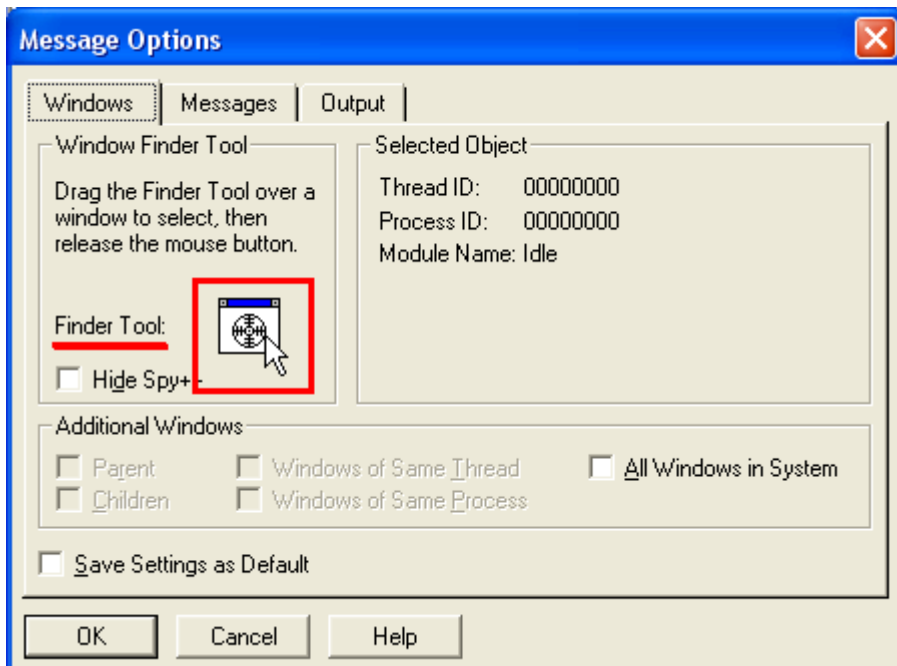 Message Options
Windows
Messages
Output
Window Finder Tool
Drag the Finder Tool over a
window to select, then
release the mouse button.
Finder Tool:
Hide Spy++
Selected Object
Thread ID: 00000000
Process ID: 00000000
Module Name: Idle
Additional Windows
Parent
Windows of Same Thread
All Windows in System
Children
Windows of Same Process
Save Settings as Default
OK
Cancel
Help